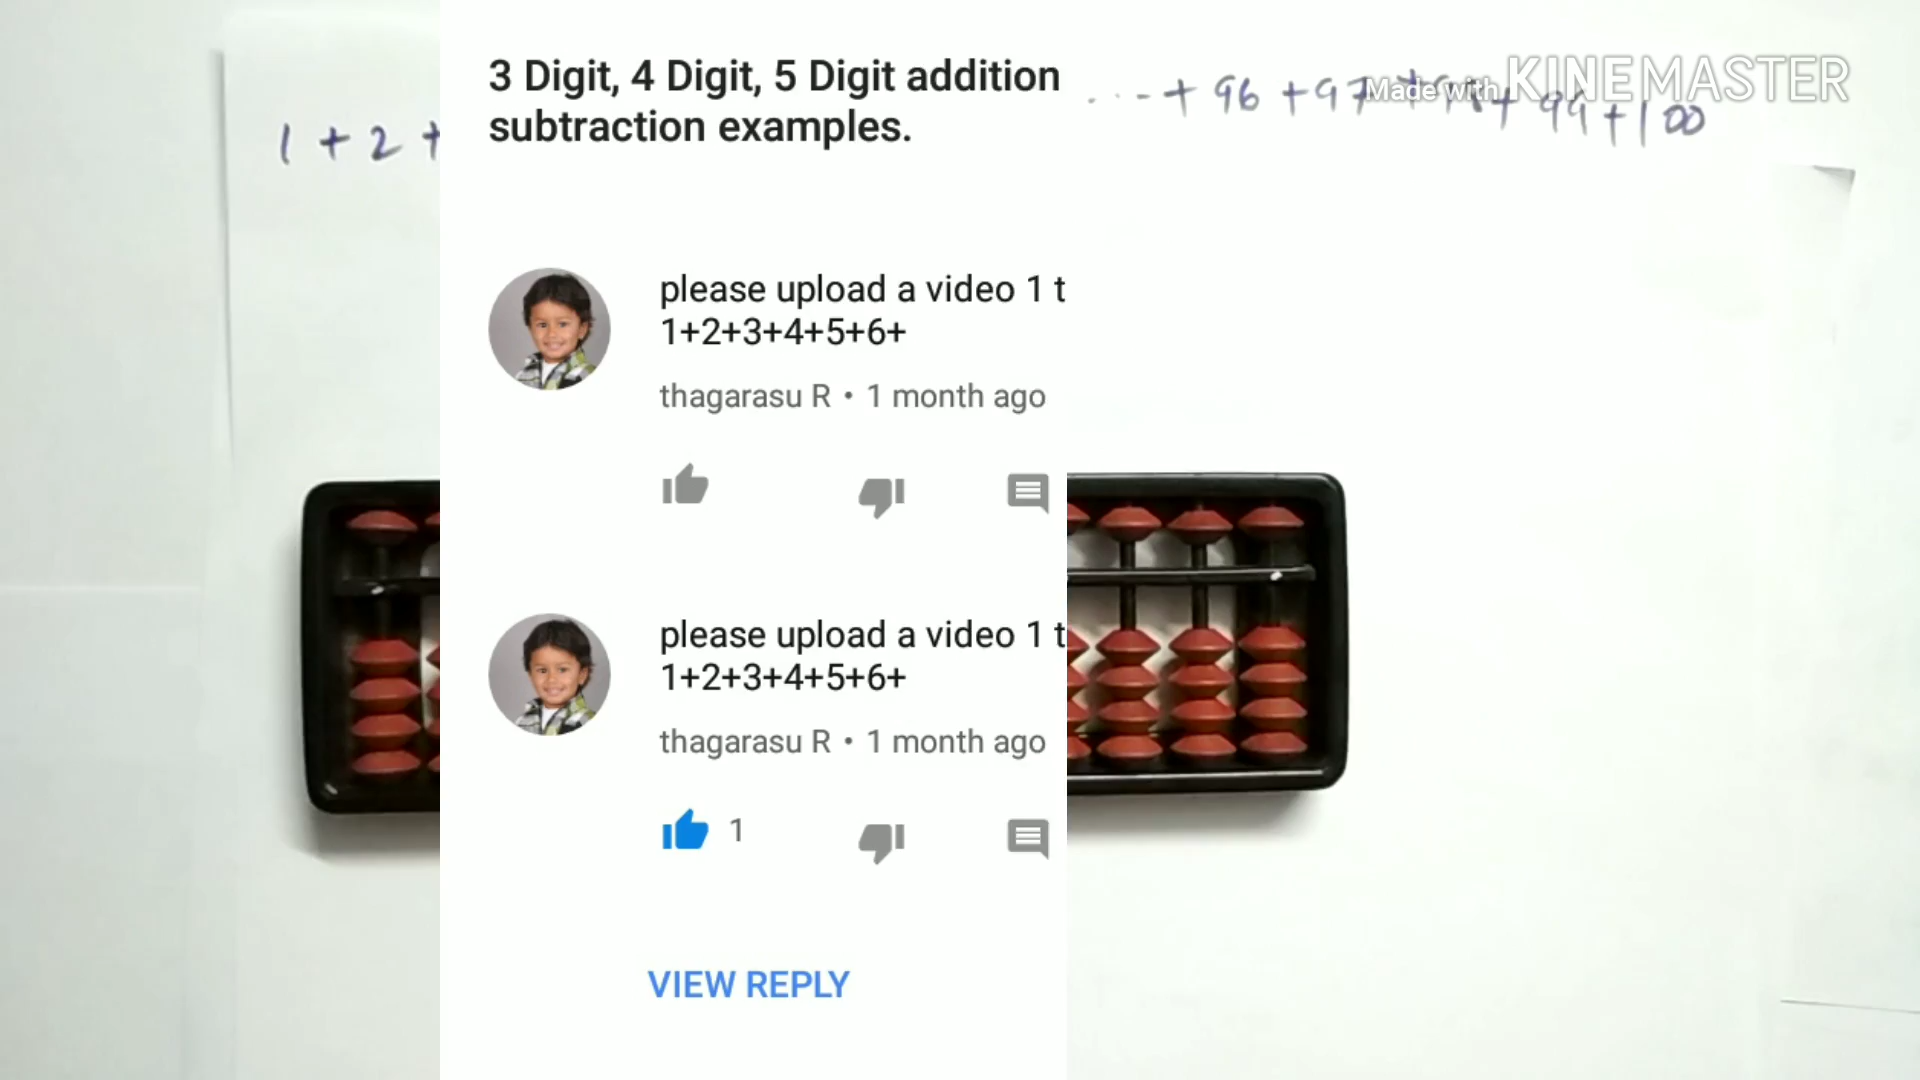 3 Digit, 4 Digit, 5 Digit addition
subtraction examples.
1 + 2 +
. . . - + 96 + 97 + 98 + 99 + 100
Made with KINEMASTER
please upload a video 1 t
1+2+3+4+5+6+
thagarasu R • 1 month ago
please upload a video 1 t
1+2+3+4+5+6+
thagarasu R • 1 month ago
1
VIEW REPLY